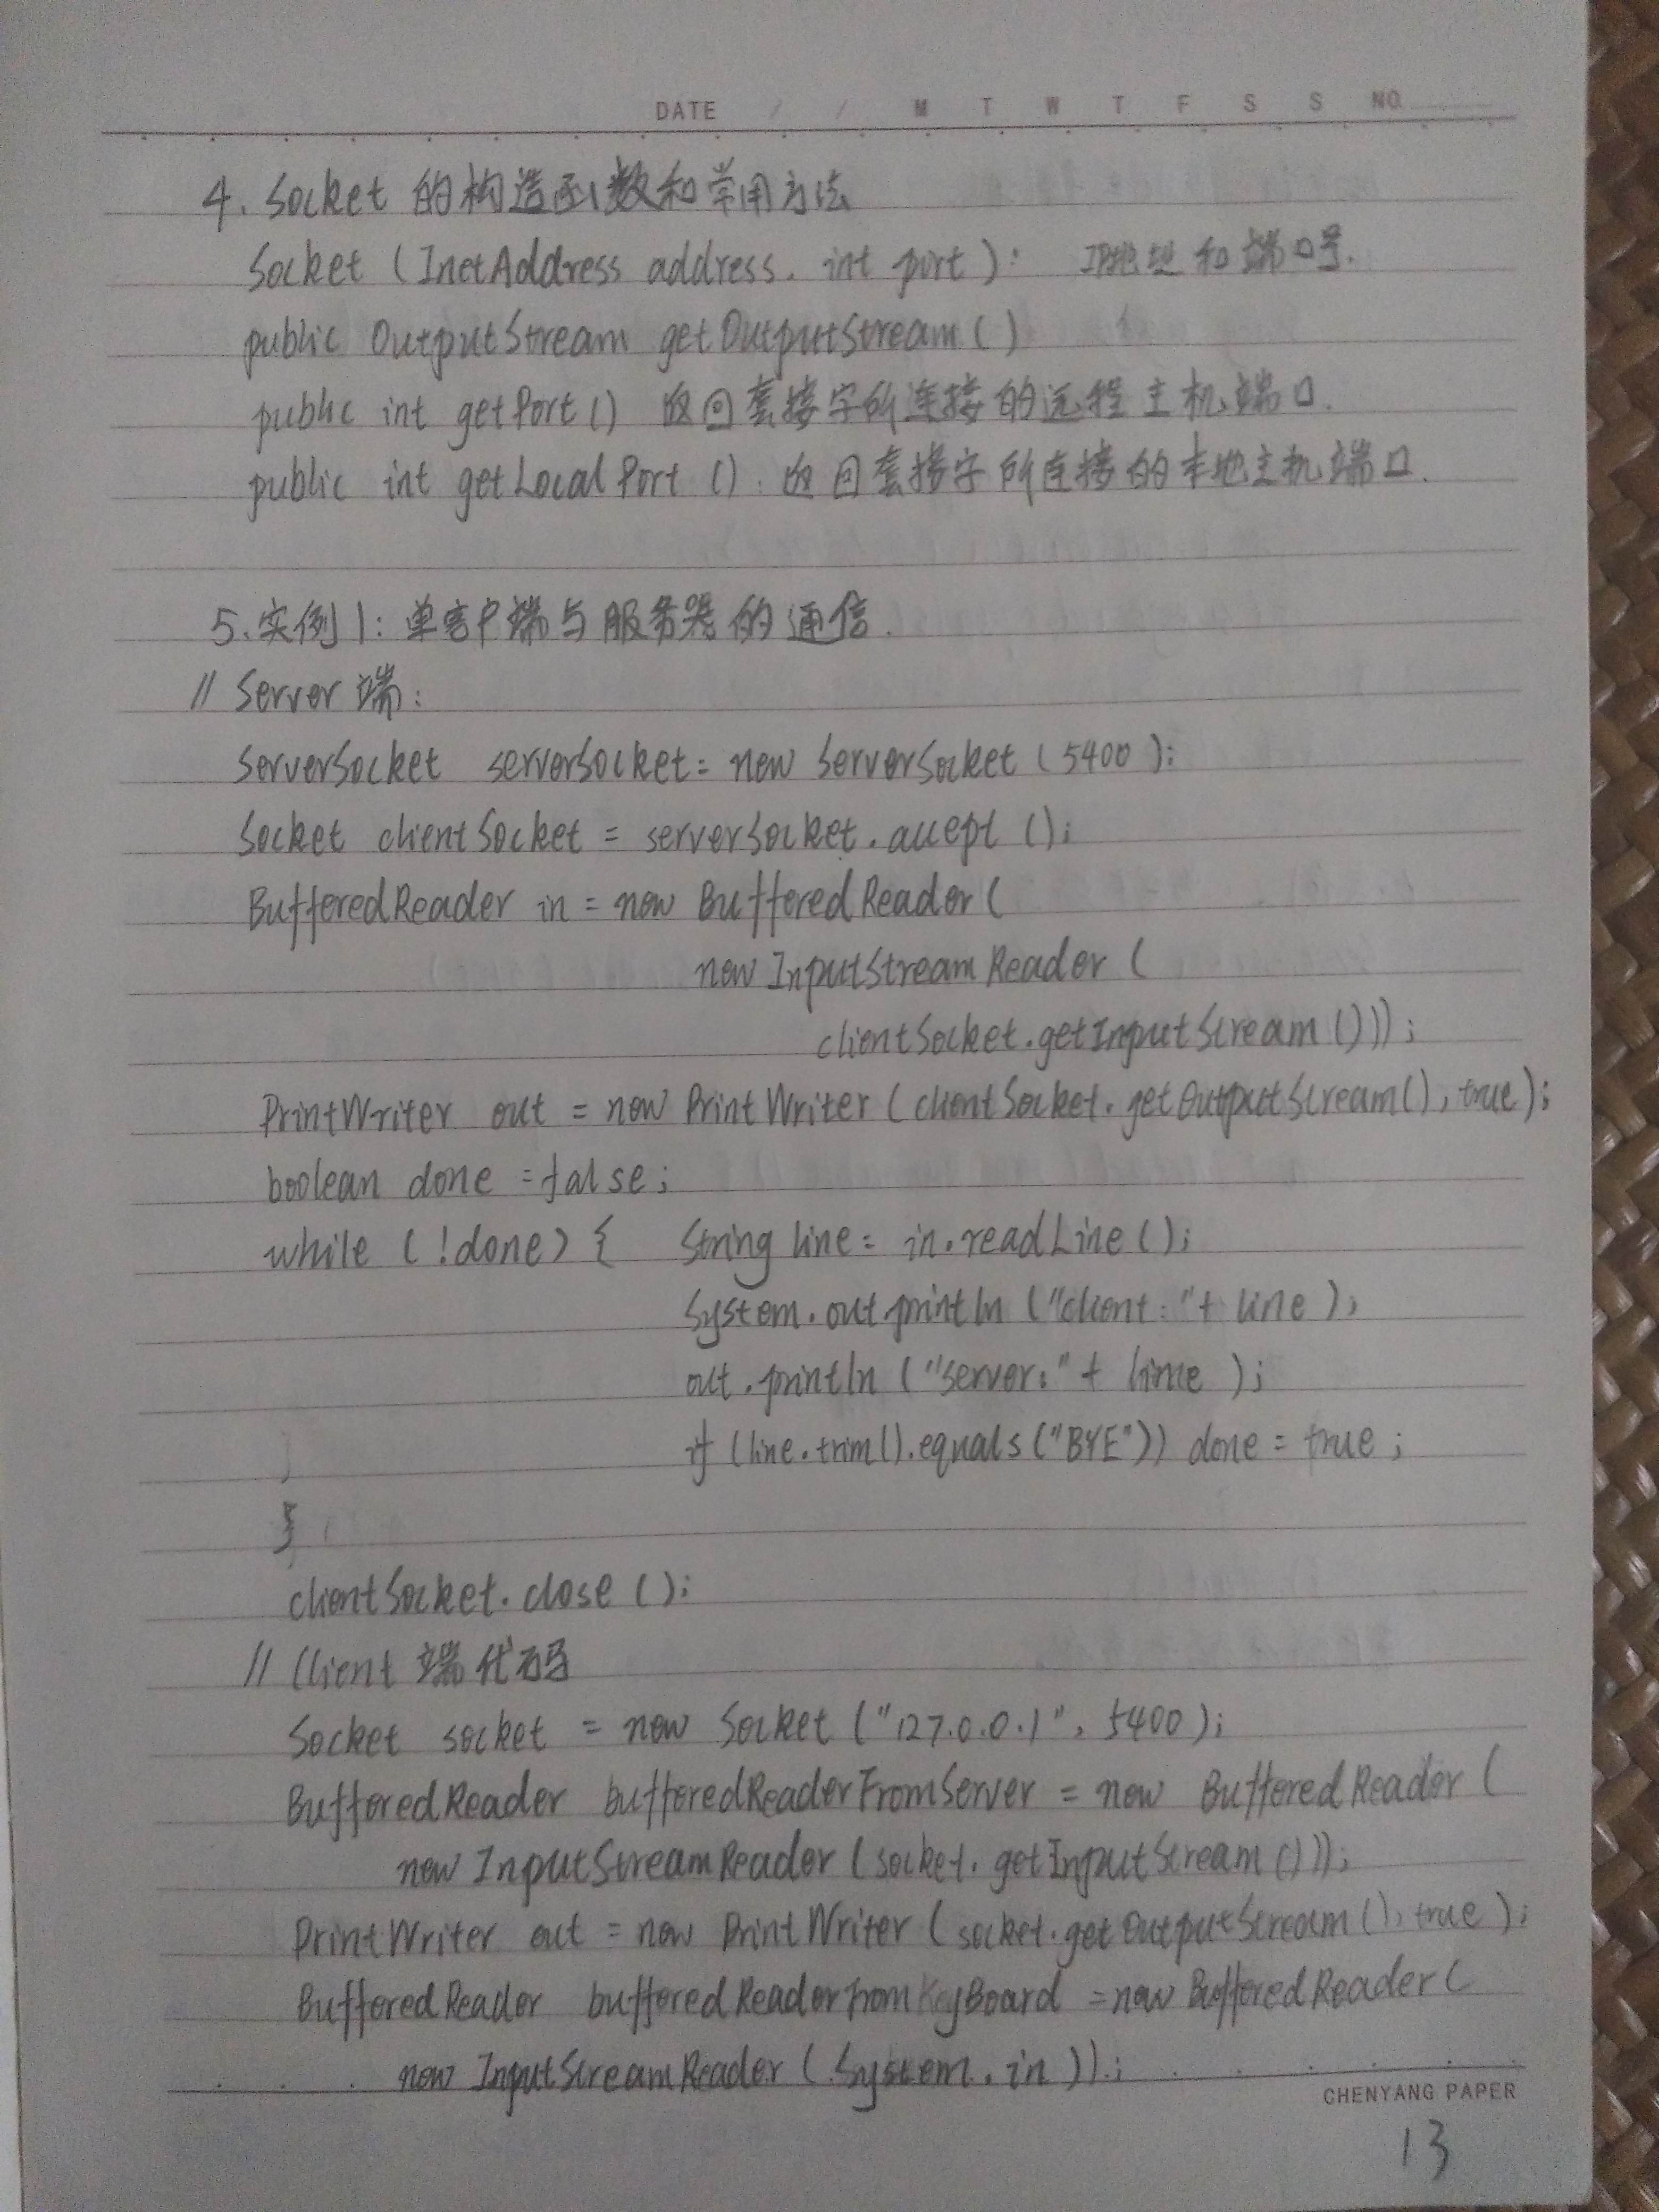 DATE / / M T W T F S S NO.
4. Socket 的构造函数和常用方法
Socket (InetAddress address. int port): IP地址和端口号.
public OutputStream getOutputStream()
public int getPort() 返回套接字所连接的远程主机端口.
public int getLocalPort (). 返回套接字所连接的本地主机端口.
5.实例1: 单客户端与服务器的通信.
// Server 端:
ServerSocket serverSocket = new ServerSocket (5400);
Socket clientSocket = serverSocket.accept ();
BufferedReader in = new BufferedReader (
new InputStreamReader (
clientSocket.getInputStream ()));
PrintWriter out = new PrintWriter (clientSocket.getOutputStream(), true);
boolean done =false;
while (!done) { String line = in.readLine ();
System.out.println ("client: "+ line );
out.println ("server:" + line );
if (line.trim().equals ("BYE")) done = true ;
}
clientSocket.close ();
// Client 端代码
Socket socket = new Socket ("127.0.0.1", 5400);
BufferedReader bufferedReaderFromServer = new BufferedReader (
new InputStreamReader (socket.getInputStream ()));
PrintWriter out = new PrintWriter (socket.getOutputStream (), true );
BufferedReader bufferedReaderFromKeyBoard = new BufferedReader (
new InputStreamReader (System.in ));
CHENYANG PAPER
13